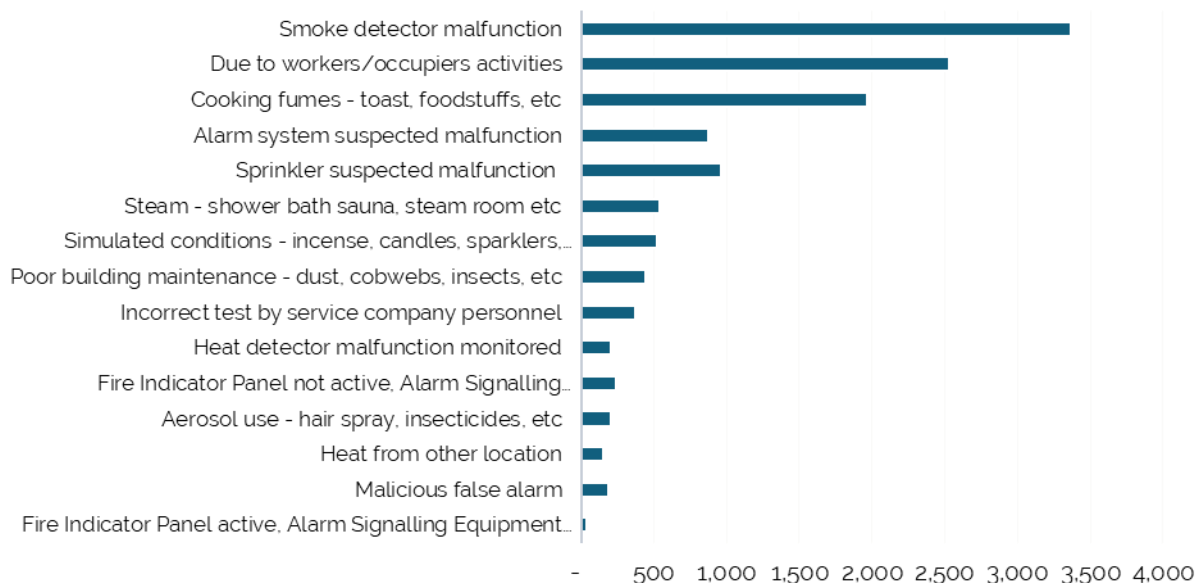 Smoke detector malfunction
Due to workers/occupiers activities
Cooking fumes - toast, foodstuffs, etc
Alarm system suspected malfunction
Sprinkler suspected malfunction
Steam - shower bath sauna, steam room etc
Simulated conditions - incense, candles, sparklers,...
Poor building maintenance - dust, cobwebs, insects, etc
Incorrect test by service company personnel
Heat detector malfunction monitored
Fire Indicator Panel not active, Alarm Signalling...
Aerosol use - hair spray, insecticides, etc
Heat from other location
Malicious false alarm
Fire Indicator Panel active, Alarm Signalling Equipment...
- 500 1,000 1,500 2,000 2,500 3,000 3,500 4,000